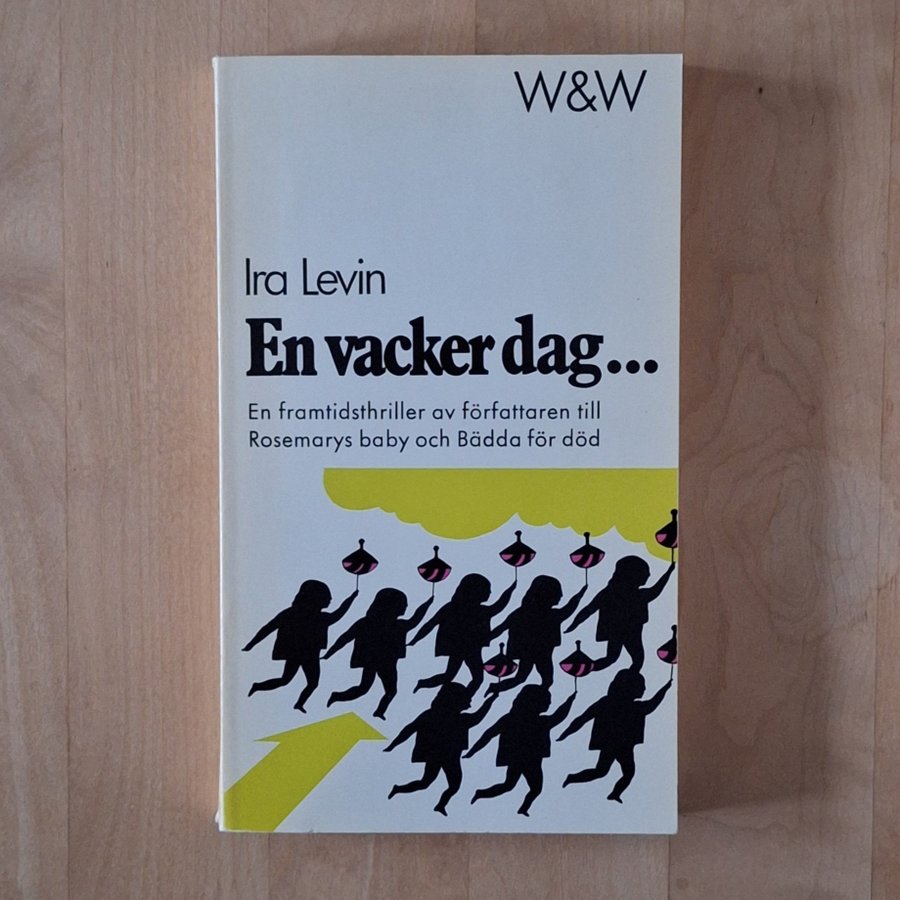 W&W
Ira Levin
En vacker dag...
En framtidsthriller av författaren till
Rosemarys baby och Bädda för död